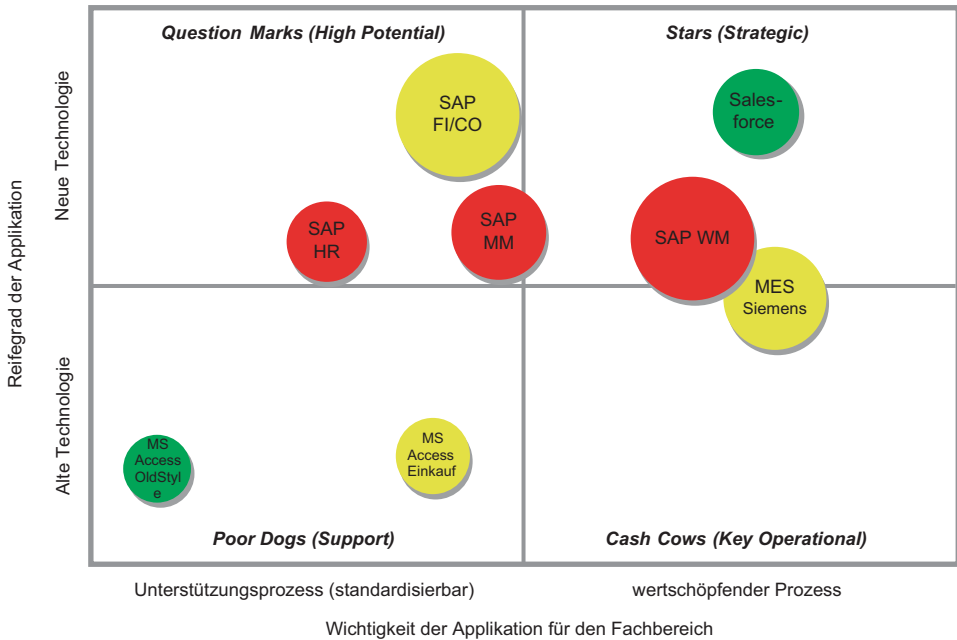 Question Marks (High Potential)
Stars (Strategic)
Neue Technologie
Reifegrad der Applikation
Alte Technologie
SAP
FI/CO
Sales-
force
SAP
HR
SAP
MM
SAP WM
MES
Siemens
MS
Access
OldStyl
e
MS
Access
Einkauf
Poor Dogs (Support)
Cash Cows (Key Operational)
Unterstützungsprozess (standardisierbar)
wertschöpfender Prozess
Wichtigkeit der Applikation für den Fachbereich